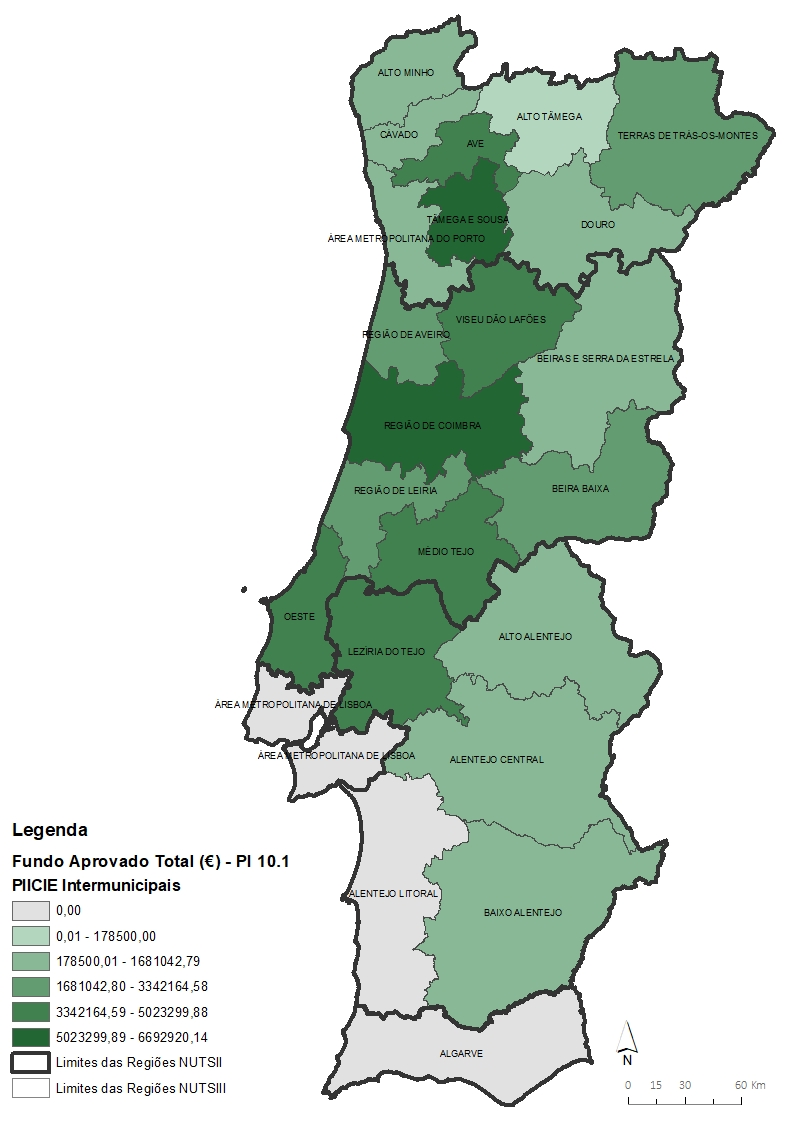 ALTO MINHO
ALTO TÂMEGA
CÁVADO
TERRAS DE TRÁS-OS-MONTES
AVE
TÂMEGA E SOUSA
DOURO
ÁREA METROPOLITANA DO PORTO
VISEU DÃO LAFÕES
REGIÃO DE AVEIRO
BEIRAS E SERRA DA ESTRELA
REGIÃO DE COIMBRA
REGIÃO DE LEIRIA
BEIRA BAIXA
MÉDIO TEJO
OESTE
ALTO ALENTEJO
LEZÍRIA DO TEJO
ÁREA METROPOLITANA DE LISBOA
ÁREA METROPOLITANA DE LISBOA
ALENTEJO CENTRAL
ALENTEJO LITORAL
BAIXO ALENTEJO
ALGARVE
Legenda
Fundo Aprovado Total (€) - PI 10.1
PIICIE Intermunicipais
0,00
0,01 - 178500,00
178500,01 - 1681042,79
1681042,80 - 3342164,58
3342164,59 - 5023299,88
5023299,89 - 6692920,14
Limites das Regiões NUTSII
Limites das Regiões NUTSIII
N
0 15 30 60 Km